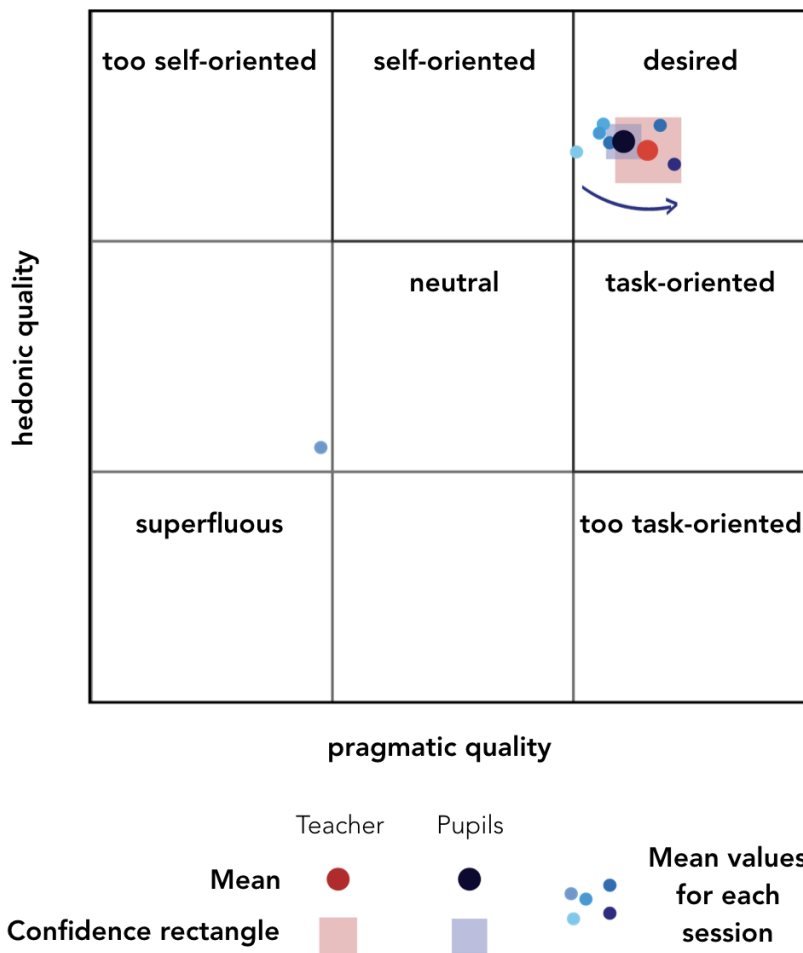 too self-oriented
self-oriented
desired
neutral
task-oriented
superfluous
too task-oriented
hedonic quality
pragmatic quality
Teacher
Pupils
Mean
Confidence rectangle
Mean values
for each
session